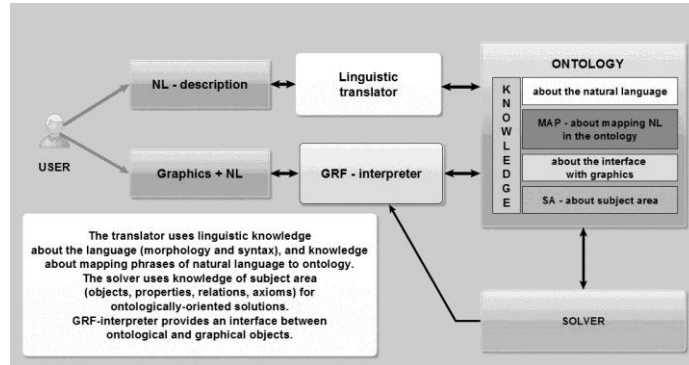 ONTOLOGY
NL - description
Linguistic
translator
KNOWLEDGE
about the natural language
MAP - about mapping NL
in the ontology
about the interface
with graphics
SA - about subject area
USER
Graphics + NL
GRF - interpreter
The translator uses linguistic knowledge
about the language (morphology and syntax), and knowledge
about mapping phrases of natural language to ontology.
The solver uses knowledge of subject area
(objects, properties, relations, axioms) for
ontologically-oriented solutions.
GRF-interpreter provides an interface between
ontological and graphical objects.
SOLVER